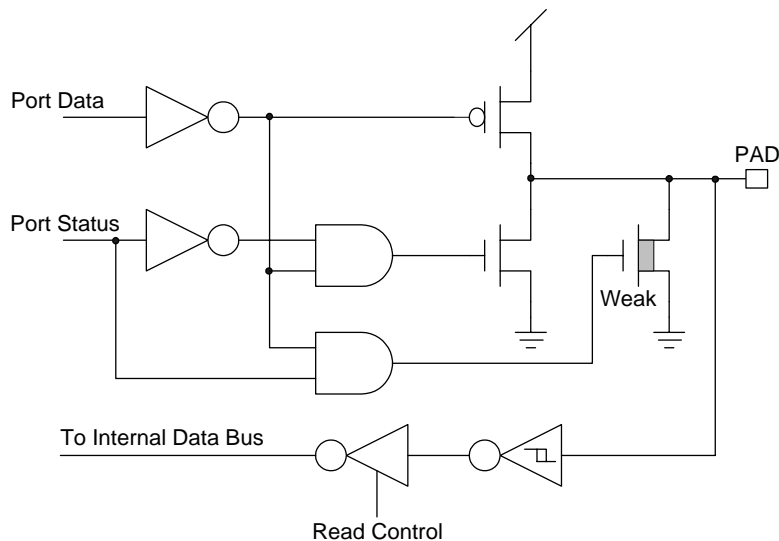 Port Data
PAD
Port Status
Weak
To Internal Data Bus
Read Control